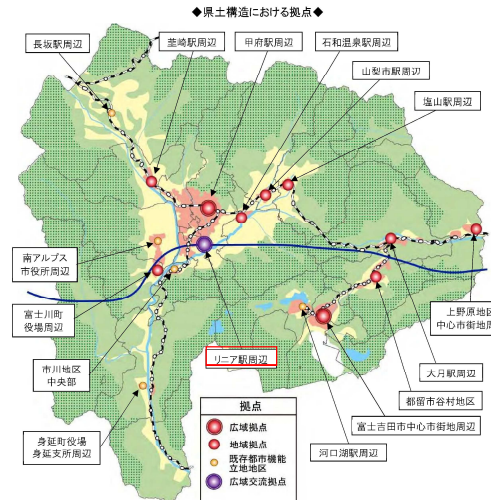 ◆県土構造における拠点◆
長坂駅周辺
韮崎駅周辺
甲府駅周辺
石和温泉駅周辺
山梨市駅周辺
塩山駅周辺
南アルプス
市役所周辺
富士川町
役場周辺
市川地区
中央部
身延町役場
身延支所周辺
リニア駅周辺
上野原地区
中心市街地周辺
大月駅周辺
都留市谷村地区
富士吉田市中心市街地周辺
河口湖駅周辺
拠点
広域拠点
地域拠点
既存都市機能
立地地区
広域交流拠点